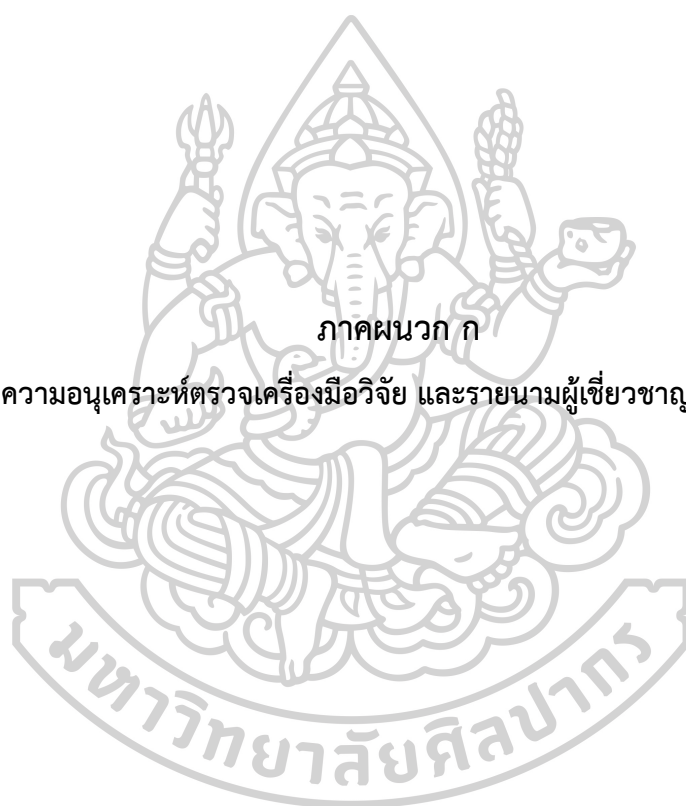 ภาคผนวก ก
ความอนุเคราะห์ตรวจเครื่องมือวิจัย และรายนามผู้เชี่ยวชาญ
มหาวิทยาลัยศิลปากร